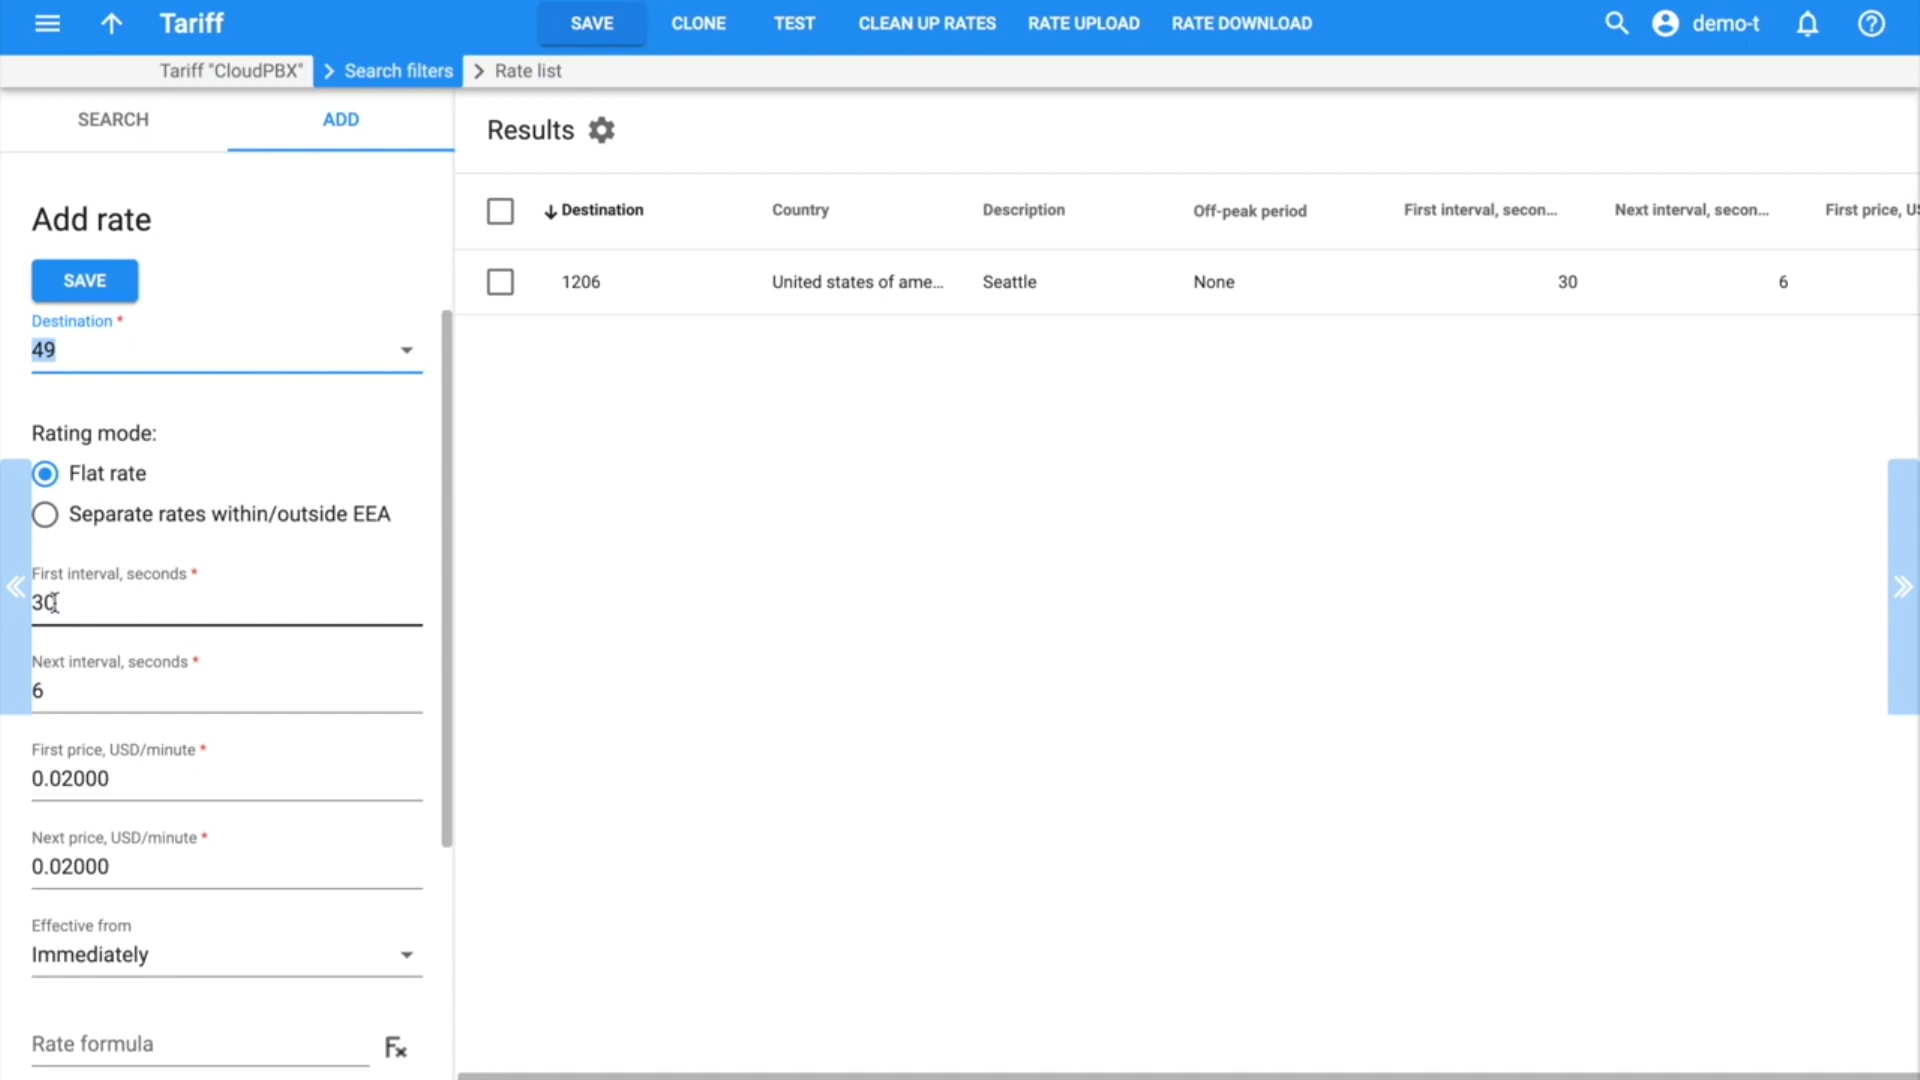 Tariff
SAVE
CLONE
TEST
CLEAN UP RATES
RATE UPLOAD
RATE DOWNLOAD
demo-t
Tariff "CloudPBX"
Search filters
Rate list
SEARCH
ADD
Add rate
SAVE
Destination *
49
Rating mode:
Flat rate
Separate rates within/outside EEA
First interval, seconds *
30
Next interval, seconds *
6
First price, USD/minute *
0.02000
Next price, USD/minute *
0.02000
Effective from
Immediately
Rate formula
Fx
Results
Destination
Country
Description
Off-peak period
First interval, secon...
Next interval, secon...
First price, US
1206
United states of ame...
Seattle
None
30
6